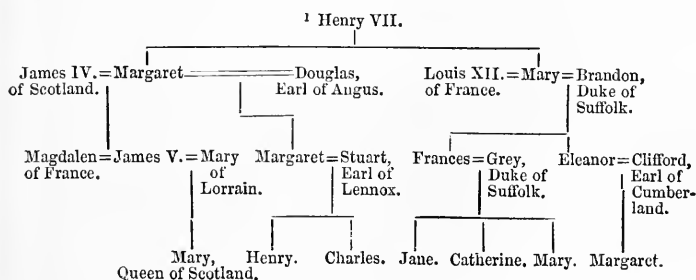 1 Henry VII.
James IV.=Margaret=Douglas, Louis XII.=Mary=Brandon,
of Scotland. Earl of Angus. of France. Duke of
Suffolk.
Magdalen=James V.=Mary Margaret=Stuart, Frances=Grey, Eleanor=Clifford,
of France. of Earl of Duke of Earl of
Lorrain. Lennox. Suffolk. Cumber-
land.
Mary, Henry. Charles. Jane. Catherine. Mary. Margaret.
Queen of Scotland.